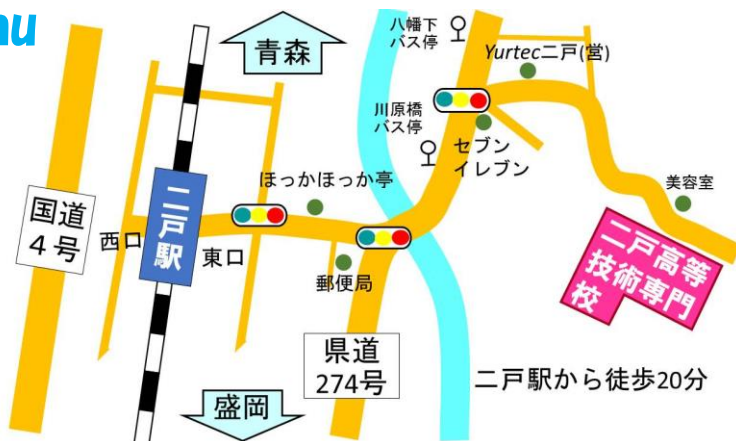 青森
八幡下
バス停
Yurtec二戸(営)
川原橋
バス停
セブン
イレブン
ほっかほっか亭
美容室
国道
4号
西口
二戸駅
東口
郵便局
二戸高等
技術専門
校
県道
274号
二戸駅から徒歩20分
盛岡